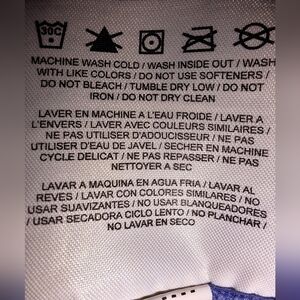 30C
MACHINE WASH COLD / WASH INSIDE OUT / WASH
WITH LIKE COLORS / DO NOT USE SOFTENERS /
DO NOT BLEACH / TUMBLE DRY LOW / DO NOT
IRON / DO NOT DRY CLEAN
LAVER EN MACHINE A L'EAU FROIDE / LAVER A
L'ENVERS / LAVER AVEC COULEURS SIMILAIRES /
NE PAS UTILISER D'ADOUCISSEUR / NE PAS
UTILISER D'EAU DE JAVEL / SECHER EN MACHINE
CYCLE DELICAT / NE PAS REPASSER / NE PAS
NETTOYER A SEC
LAVAR A MAQUINA EN AGUA FRIA / LAVAR AL
REVES / LAVAR CON COLORES SIMILARES / NO
USAR SUAVIZANTES / NO USAR BLANQUEADORES
/ USAR SECADORA CICLO LENTO / NO PLANCHAR /
NO LAVAR EN SECO